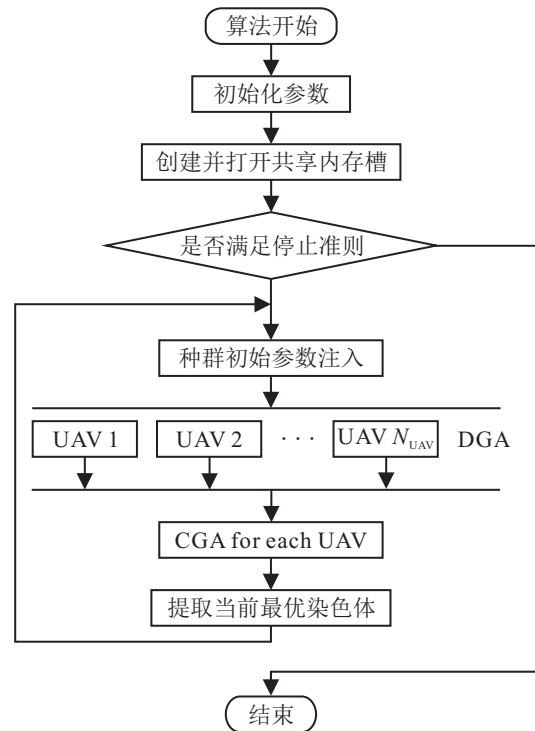 算法开始
初始化参数
创建并打开共享内存槽
是否满足停止准则
种群初始参数注入
UAV 1 UAV 2 ··· UAV N_UAV DGA
CGA for each UAV
提取当前最优染色体
结束